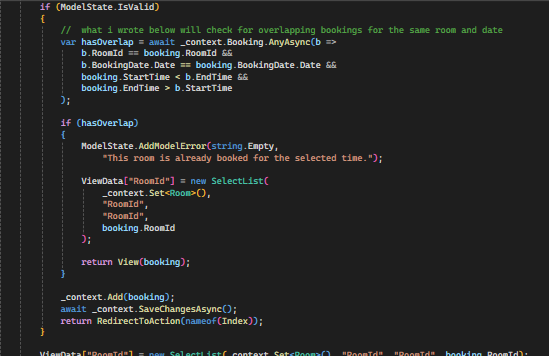 if (ModelState.IsValid)
{
//  what i wrote below will check for overlapping bookings for the same room and date
var hasOverlap = await _context.Booking.AnyAsync(b =>
b.RoomId == booking.RoomId &&
b.BookingDate.Date == booking.BookingDate.Date &&
booking.StartTime < b.EndTime &&
booking.EndTime > b.StartTime
);
if (hasOverlap)
{
ModelState.AddModelError(string.Empty,
"This room is already booked for the selected time.");
ViewData["RoomId"] = new SelectList(
_context.Set<Room>(),
"RoomId",
"RoomId",
booking.RoomId
);
return View(booking);
}
_context.Add(booking);
await _context.SaveChangesAsync();
return RedirectToAction(nameof(Index));
}
ViewData["RoomId"] = new SelectList(_context.Set<Room>(), "RoomId", "RoomId", booking.RoomId);